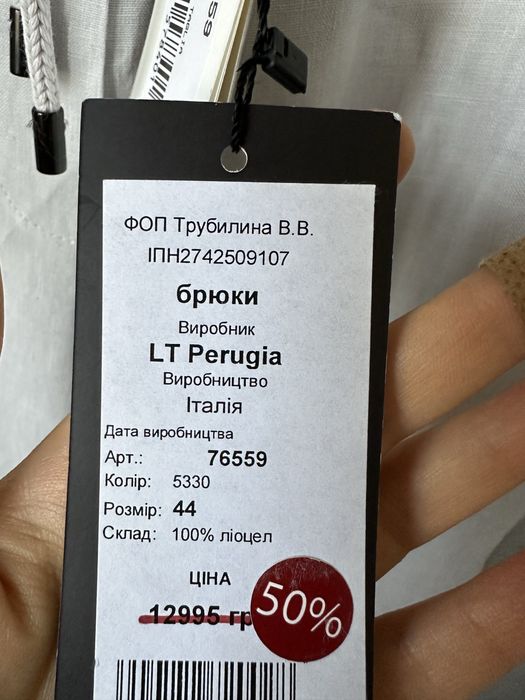 59
ФОП Трубилина В.В.
ІПН2742509107
брюки
Виробник
LT Perugia
Виробництво
Італія
Дата виробництва
Арт.: 76559
Колір: 5330
Розмір: 44
Склад: 100% ліоцел
ЦІНА
12995 гр
50%